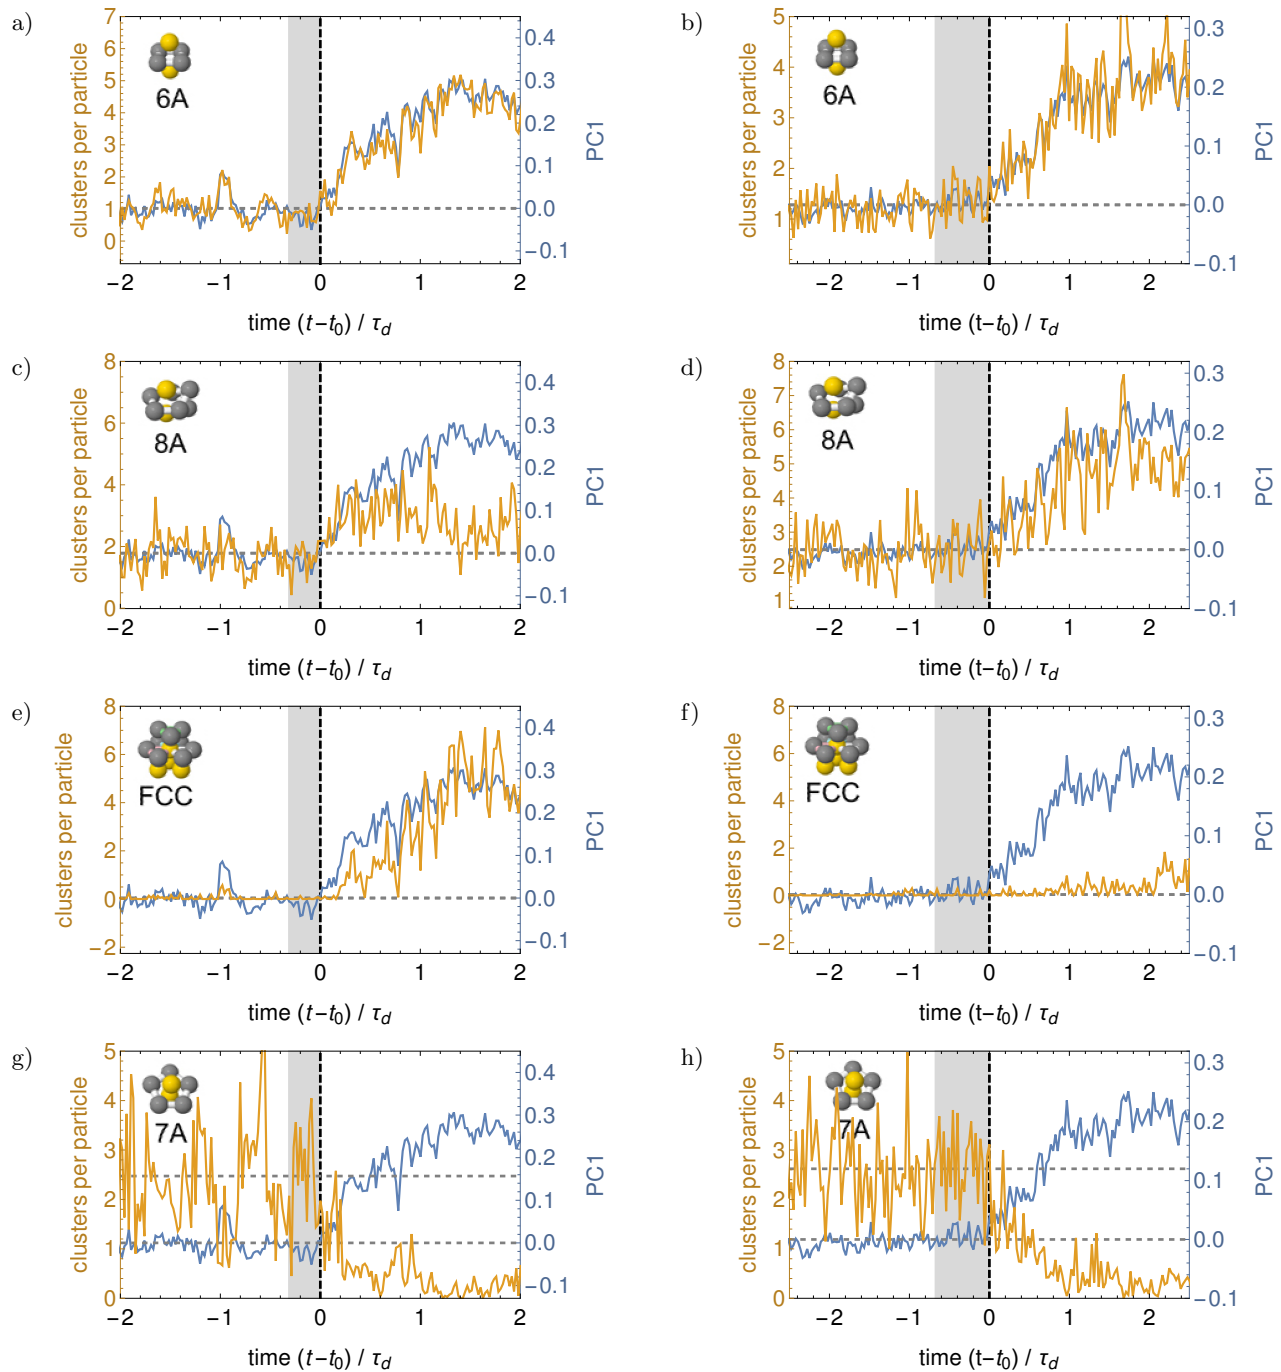 a)
7
6
5
4
3
2
1
0
clusters per particle
6A
0.4
0.3
0.2
0.1
0.0
−0.1
PC1
−2 −1 0 1 2
time (t−t0) / τd
b)
5
4
3
2
1
clusters per particle
6A
0.3
0.2
0.1
0.0
−0.1
PC1
−2 −1 0 1 2
time (t−t0) / τd
c)
8
6
4
2
0
clusters per particle
8A
0.4
0.3
0.2
0.1
0.0
−0.1
PC1
−2 −1 0 1 2
time (t−t0) / τd
d)
8
7
6
5
4
3
2
1
clusters per particle
8A
0.3
0.2
0.1
0.0
−0.1
PC1
−2 −1 0 1 2
time (t−t0) / τd
e)
8
6
4
2
0
−2
clusters per particle
FCC
0.4
0.3
0.2
0.1
0.0
−0.1
PC1
−2 −1 0 1 2
time (t−t0) / τd
f)
8
6
4
2
0
−2
clusters per particle
FCC
0.3
0.2
0.1
0.0
−0.1
PC1
−2 −1 0 1 2
time (t−t0) / τd
g)
5
4
3
2
1
0
clusters per particle
7A
0.4
0.3
0.2
0.1
0.0
−0.1
PC1
−2 −1 0 1 2
time (t−t0) / τd
h)
5
4
3
2
1
0
clusters per particle
7A
0.3
0.2
0.1
0.0
−0.1
PC1
−2 −1 0 1 2
time (t−t0) / τd